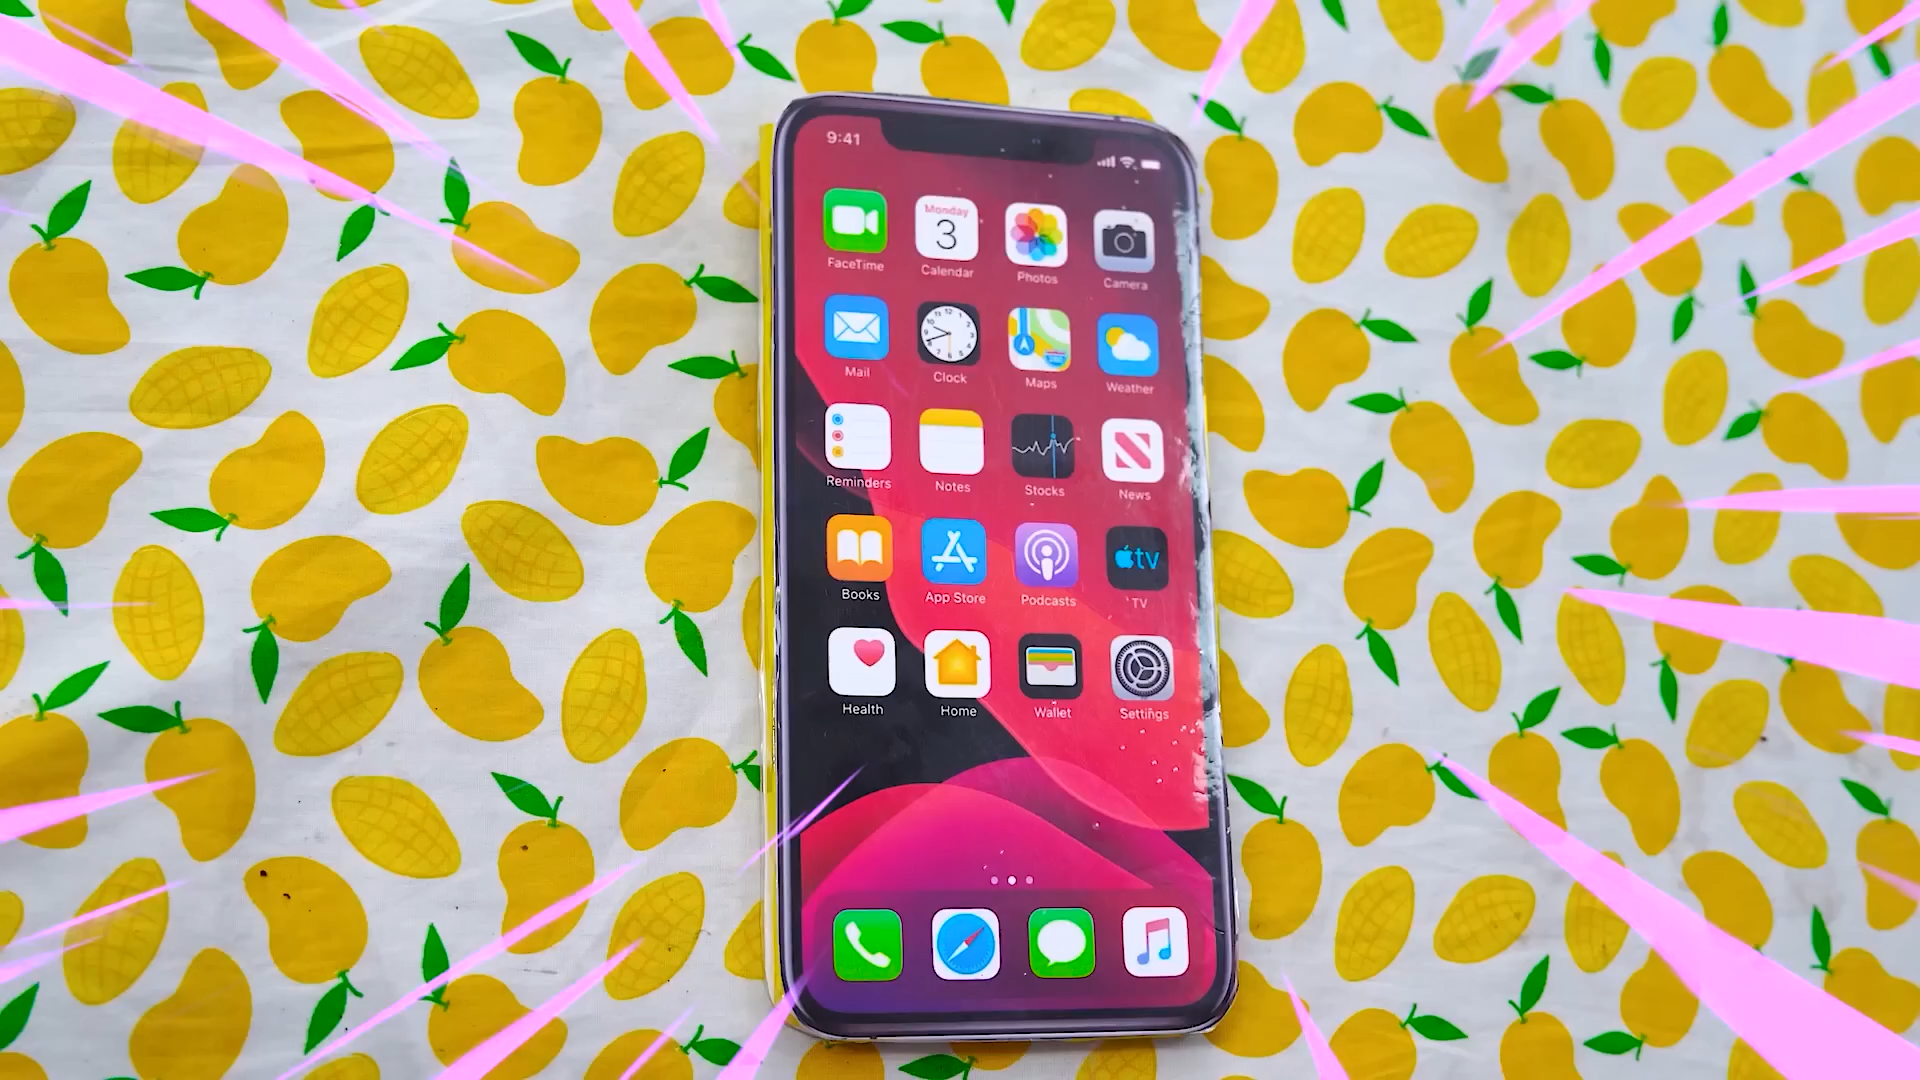 9:41
Monday
3
FaceTime
Calendar
Photos
Camera
Mail
Clock
Maps
Weather
Reminders
Notes
Stocks
News
tv
Books
App Store
Podcasts
TV
Health
Home
Wallet
Settings